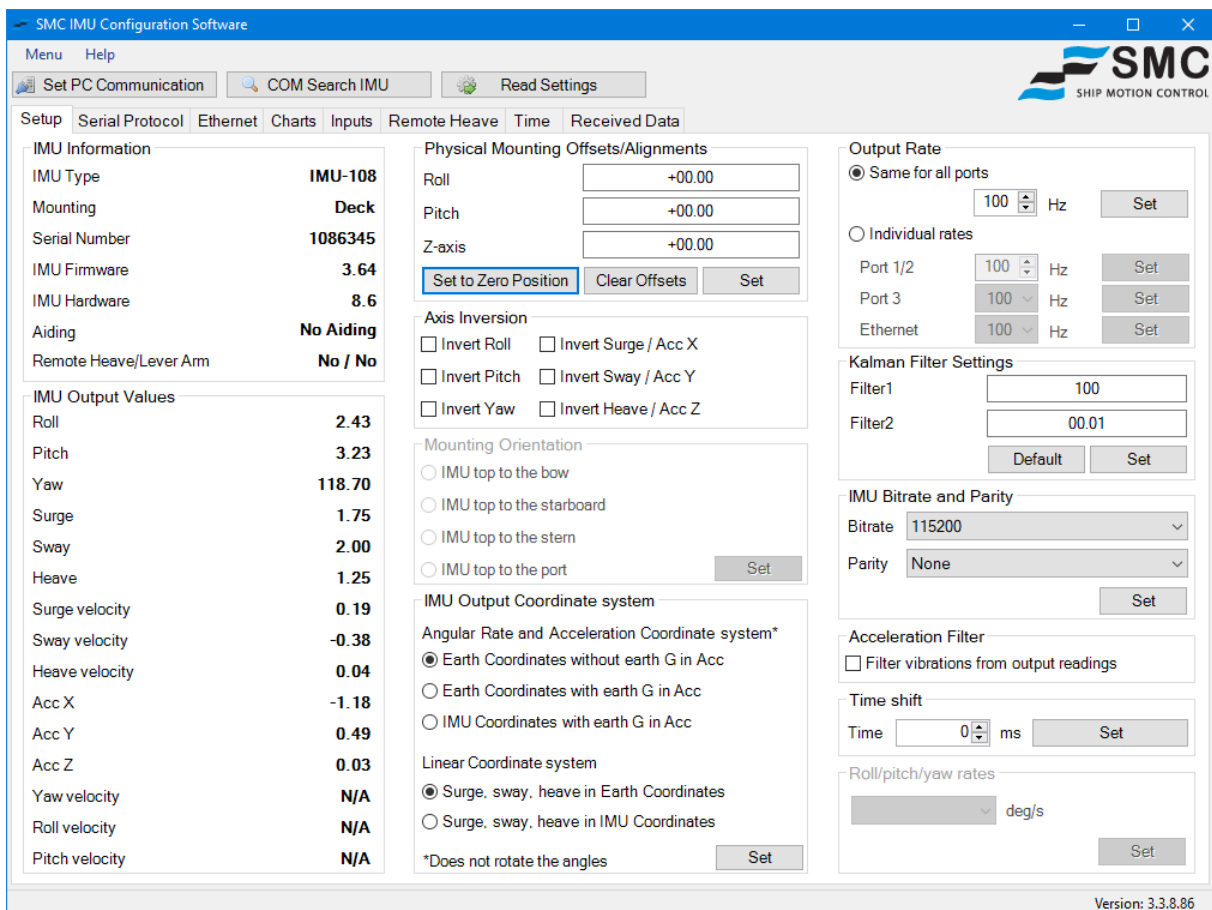 SMC IMU Configuration Software
Menu Help
Set PC Communication COM Search IMU Read Settings
SMC
SHIP MOTION CONTROL
Setup Serial Protocol Ethernet Charts Inputs Remote Heave Time Received Data
IMU Information
IMU Type IMU-108
Mounting Deck
Serial Number 1086345
IMU Firmware 3.64
IMU Hardware 8.6
Aiding No Aiding
Remote Heave/Lever Arm No / No
IMU Output Values
Roll 2.43
Pitch 3.23
Yaw 118.70
Surge 1.75
Sway 2.00
Heave 1.25
Surge velocity 0.19
Sway velocity -0.38
Heave velocity 0.04
Acc X -1.18
Acc Y 0.49
Acc Z 0.03
Yaw velocity N/A
Roll velocity N/A
Pitch velocity N/A
Physical Mounting Offsets/Alignments
Roll +00.00
Pitch +00.00
Z-axis +00.00
Set to Zero Position Clear Offsets Set
Axis Inversion
Invert Roll Invert Surge / Acc X
Invert Pitch Invert Sway / Acc Y
Invert Yaw Invert Heave / Acc Z
Mounting Orientation
IMU top to the bow
IMU top to the starboard
IMU top to the stern
IMU top to the port Set
IMU Output Coordinate system
Angular Rate and Acceleration Coordinate system*
Earth Coordinates without earth G in Acc
Earth Coordinates with earth G in Acc
IMU Coordinates with earth G in Acc
Linear Coordinate system
Surge, sway, heave in Earth Coordinates
Surge, sway, heave in IMU Coordinates
*Does not rotate the angles Set
Output Rate
Same for all ports
100 Hz Set
Individual rates
Port 1/2 100 Hz Set
Port 3 100 Hz Set
Ethernet 100 Hz Set
Kalman Filter Settings
Filter1 100
Filter2 00.01
Default Set
IMU Bitrate and Parity
Bitrate 115200
Parity None
Set
Acceleration Filter
Filter vibrations from output readings
Time shift
Time 0 ms Set
Roll/pitch/yaw rates
deg/s
Set
Version: 3.3.8.86